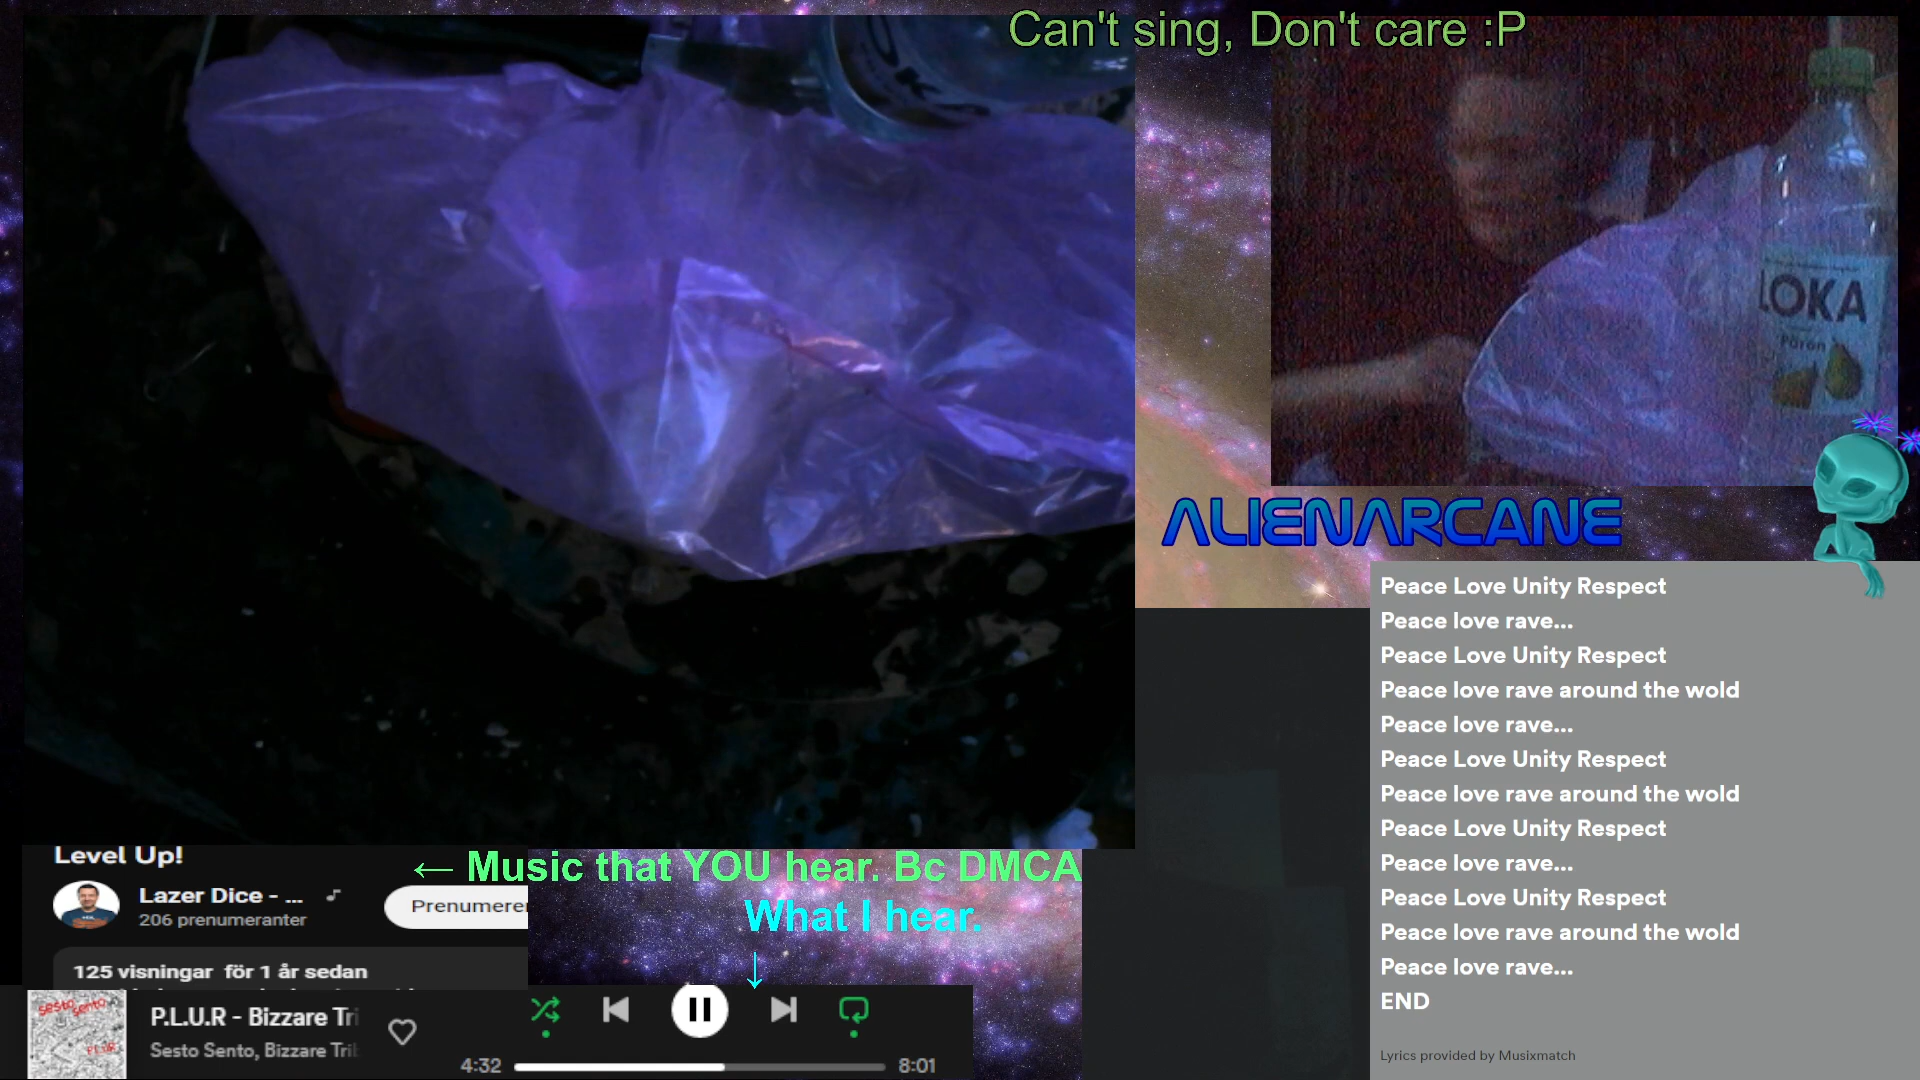 Can't sing, Don't care :P
LOKA
Päron
ALIENARCANE
Peace Love Unity Respect
Peace love rave...
Peace Love Unity Respect
Peace love rave around the wold
Peace love rave...
Peace Love Unity Respect
Peace love rave around the wold
Peace Love Unity Respect
Peace love rave...
Peace Love Unity Respect
Peace love rave around the wold
Peace love rave...
END
Lyrics provided by Musixmatch
Level Up!
← Music that YOU hear. Bc DMCA
Lazer Dice - ...
206 prenumeranter
Prenumerer
What I hear.
↓
125 visningar för 1 år sedan
sesto sento
P.L.U.R
P.L.U.R - Bizzare Tri
Sesto Sento, Bizzare Trib
4:32
8:01